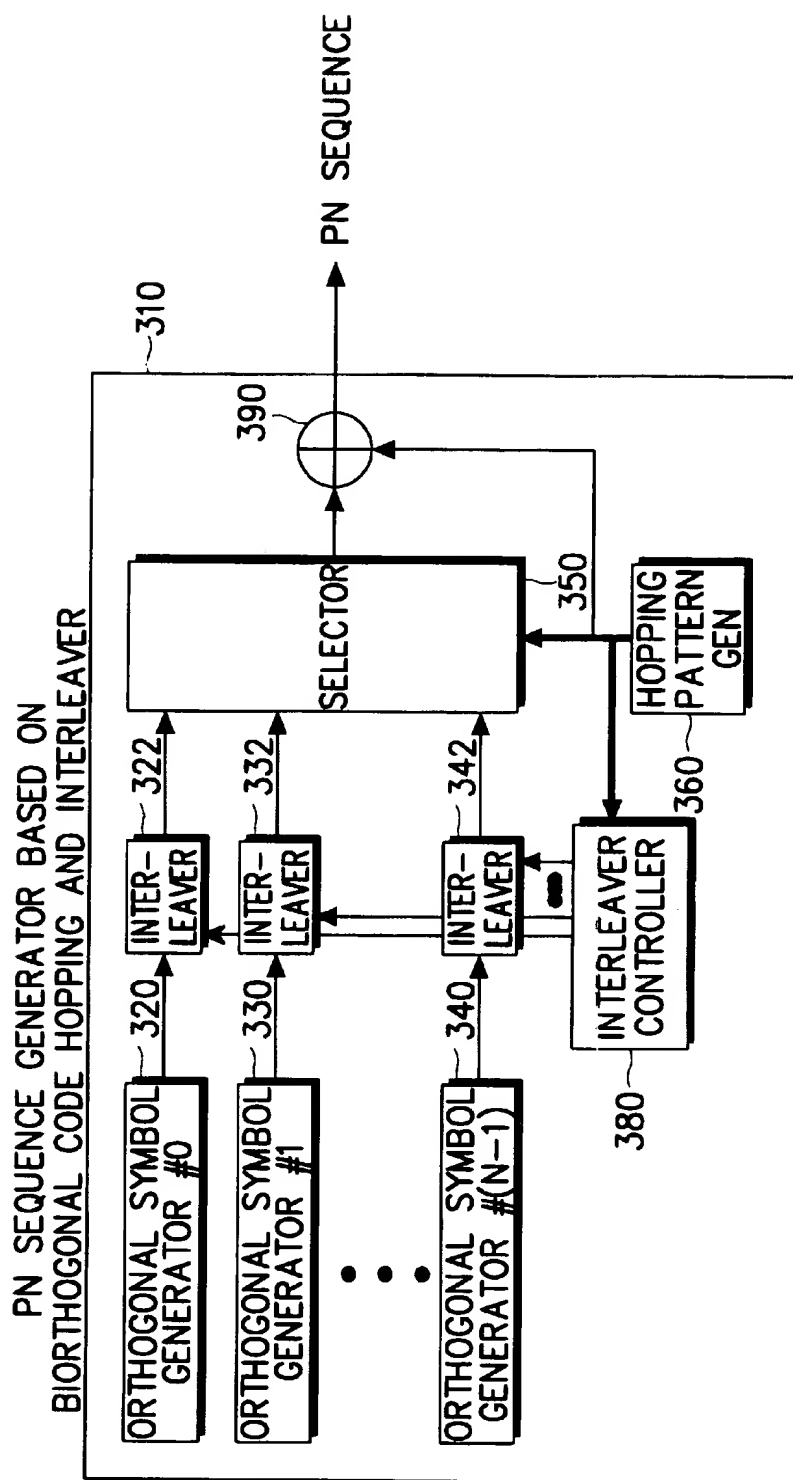 PN SEQUENCE GENERATOR BASED ON
BIORTHOGONAL CODE HOPPING AND INTERLEAVER
310
ORTHOGONAL SYMBOL
GENERATOR #0
320
INTER-
LEAVER
322
ORTHOGONAL SYMBOL
GENERATOR #1
330
INTER-
LEAVER
332
ORTHOGONAL SYMBOL
GENERATOR #(N-1)
340
INTER-
LEAVER
342
SELECTOR
350
390
PN SEQUENCE
INTERLEAVER
CONTROLLER
380
HOPPING
PATTERN
GEN
360